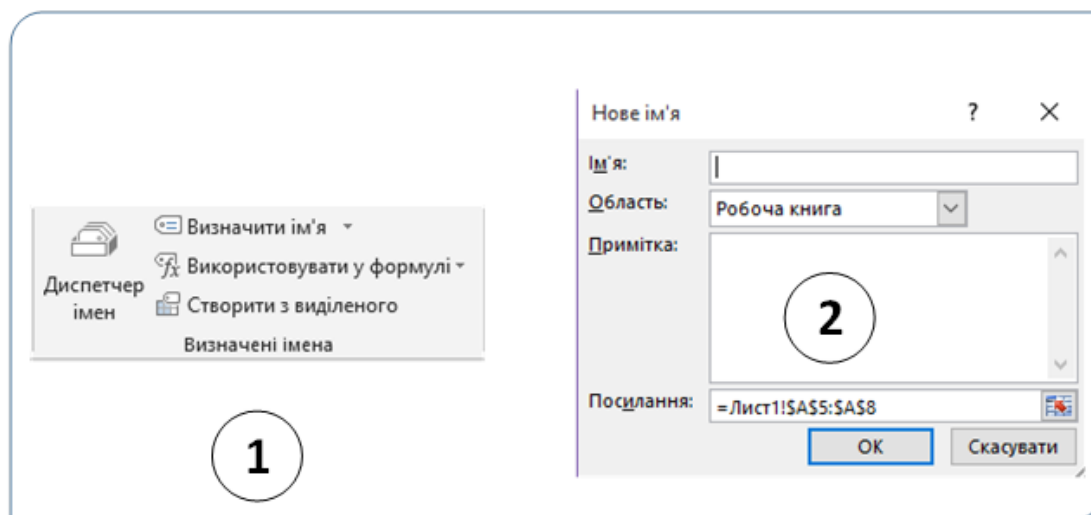 Диспетчер
імен
Визначити ім'я
Використовувати у формулі
Створити з виділеного
Визначені імена
1
Нове ім'я ?
Ім'я:
Область: Робоча книга
Примітка:
2
Посилання: =Лист1!$A$5:$A$8
ОК Скасувати